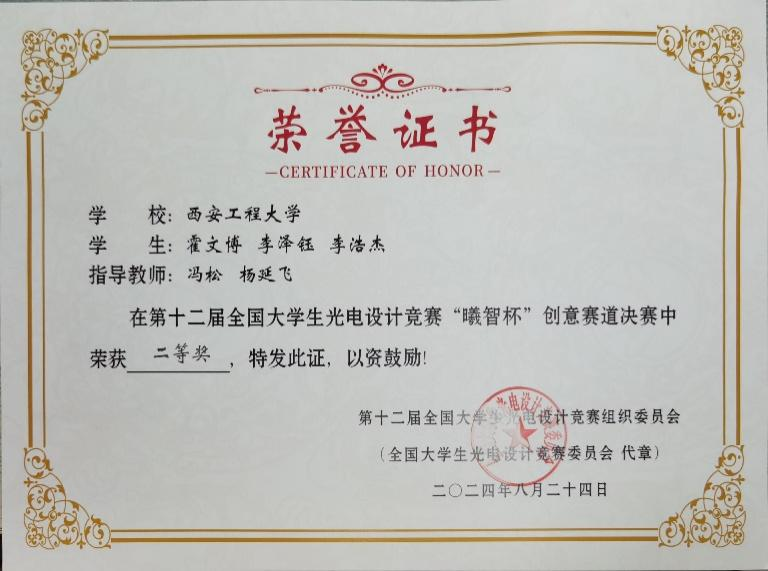 荣誉证书
—CERTIFICATE OF HONOR—
学 校：西安工程大学
学 生：霍文博 李泽钰 李浩杰
指导教师：冯松 杨延飞
在第十二届全国大学生光电设计竞赛“曦智杯”创意赛道决赛中
荣获 二等奖 ，特发此证，以资鼓励！
第十二届全国大学生光电设计竞赛组织委员会
（全国大学生光电设计竞赛委员会 代章）
二〇二四年八月二十四日